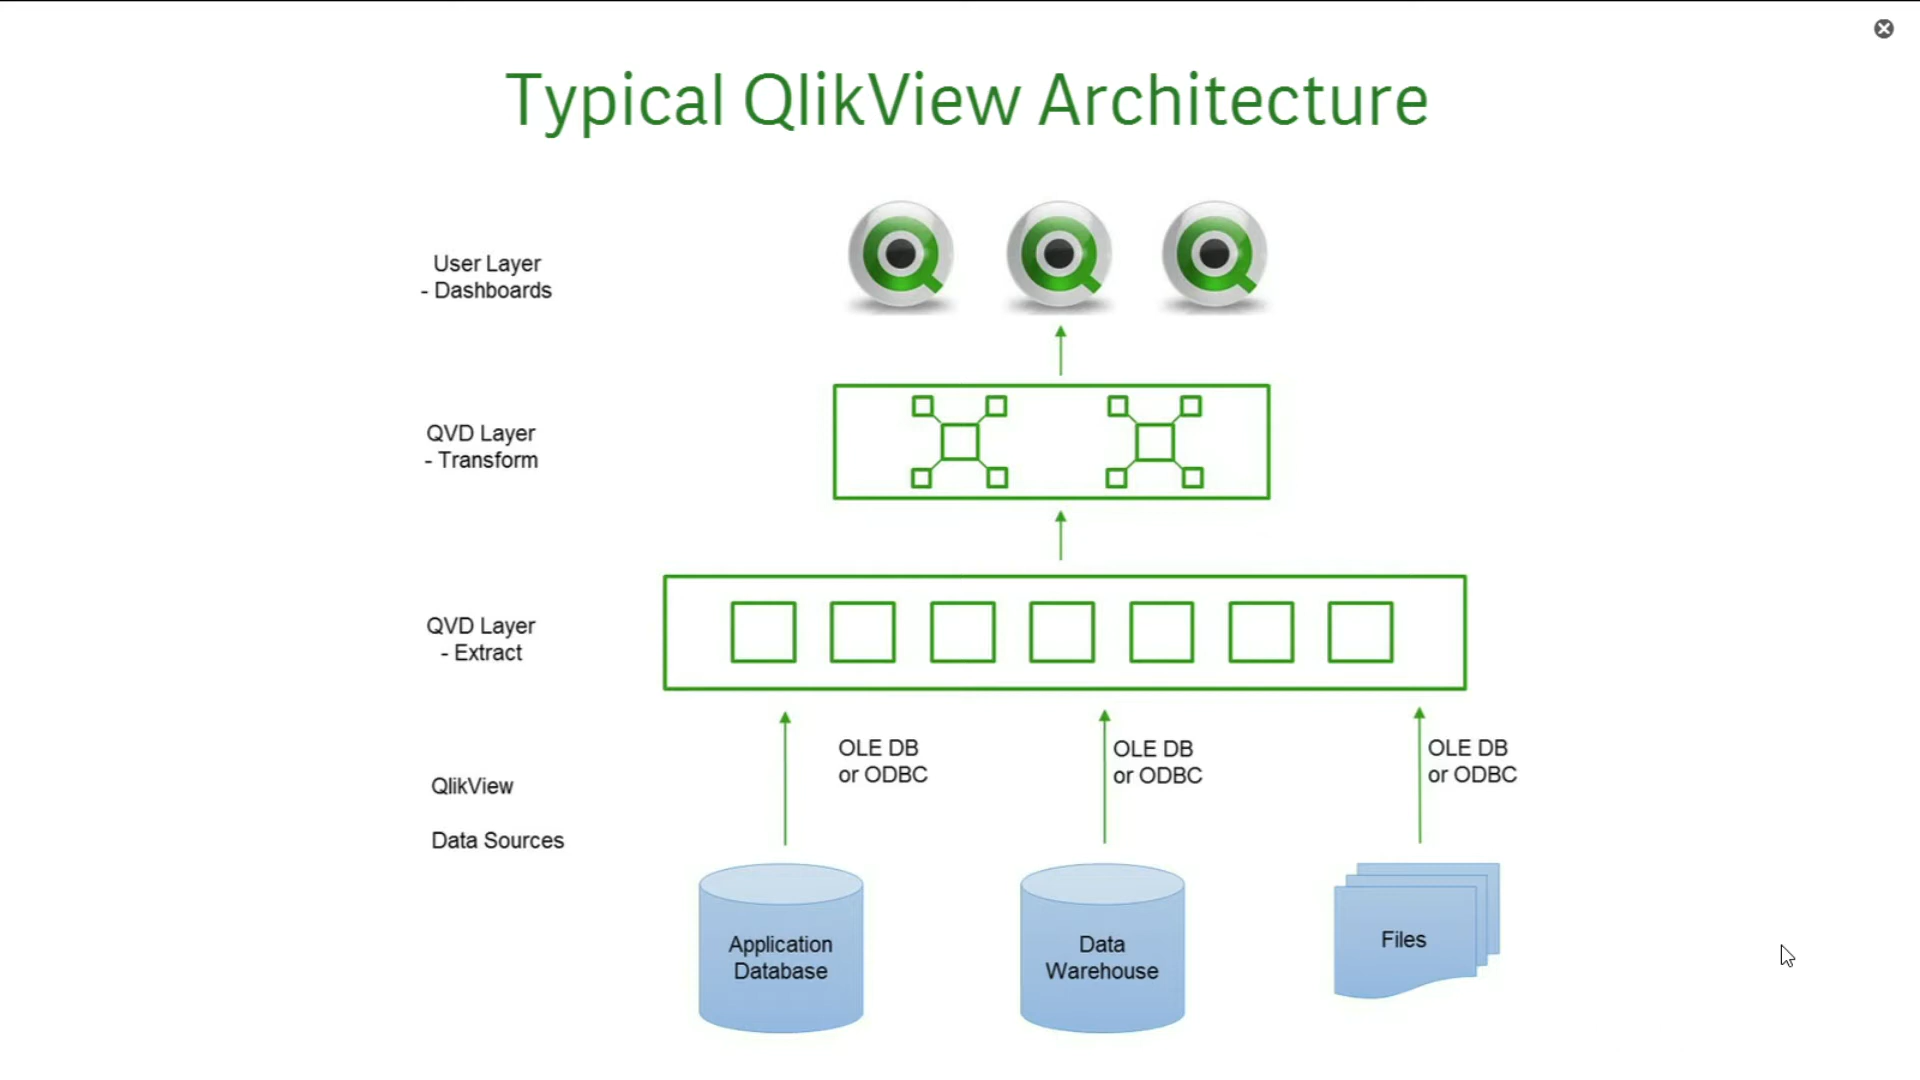 Typical QlikView Architecture
User Layer
- Dashboards
QVD Layer
- Transform
QVD Layer
- Extract
OLE DB
or ODBC
OLE DB
or ODBC
OLE DB
or ODBC
QlikView
Data Sources
Application
Database
Data
Warehouse
Files